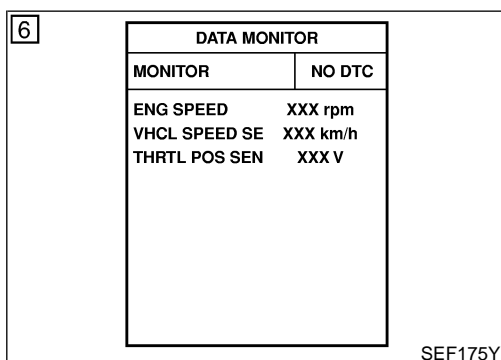 6
DATA MONITOR
MONITOR NO DTC
ENG SPEED XXX rpm
VHCL SPEED SE XXX km/h
THRTL POS SEN XXX V
SEF175Y